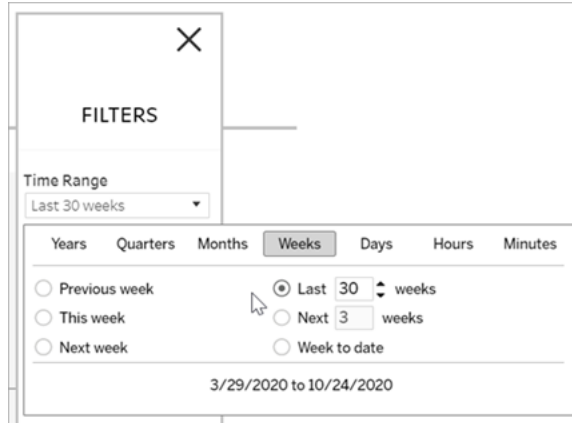 FILTERS
Time Range
Last 30 weeks
Years Quarters Months Weeks Days Hours Minutes
Previous week Last 30 weeks
This week Next 3 weeks
Next week Week to date
3/29/2020 to 10/24/2020